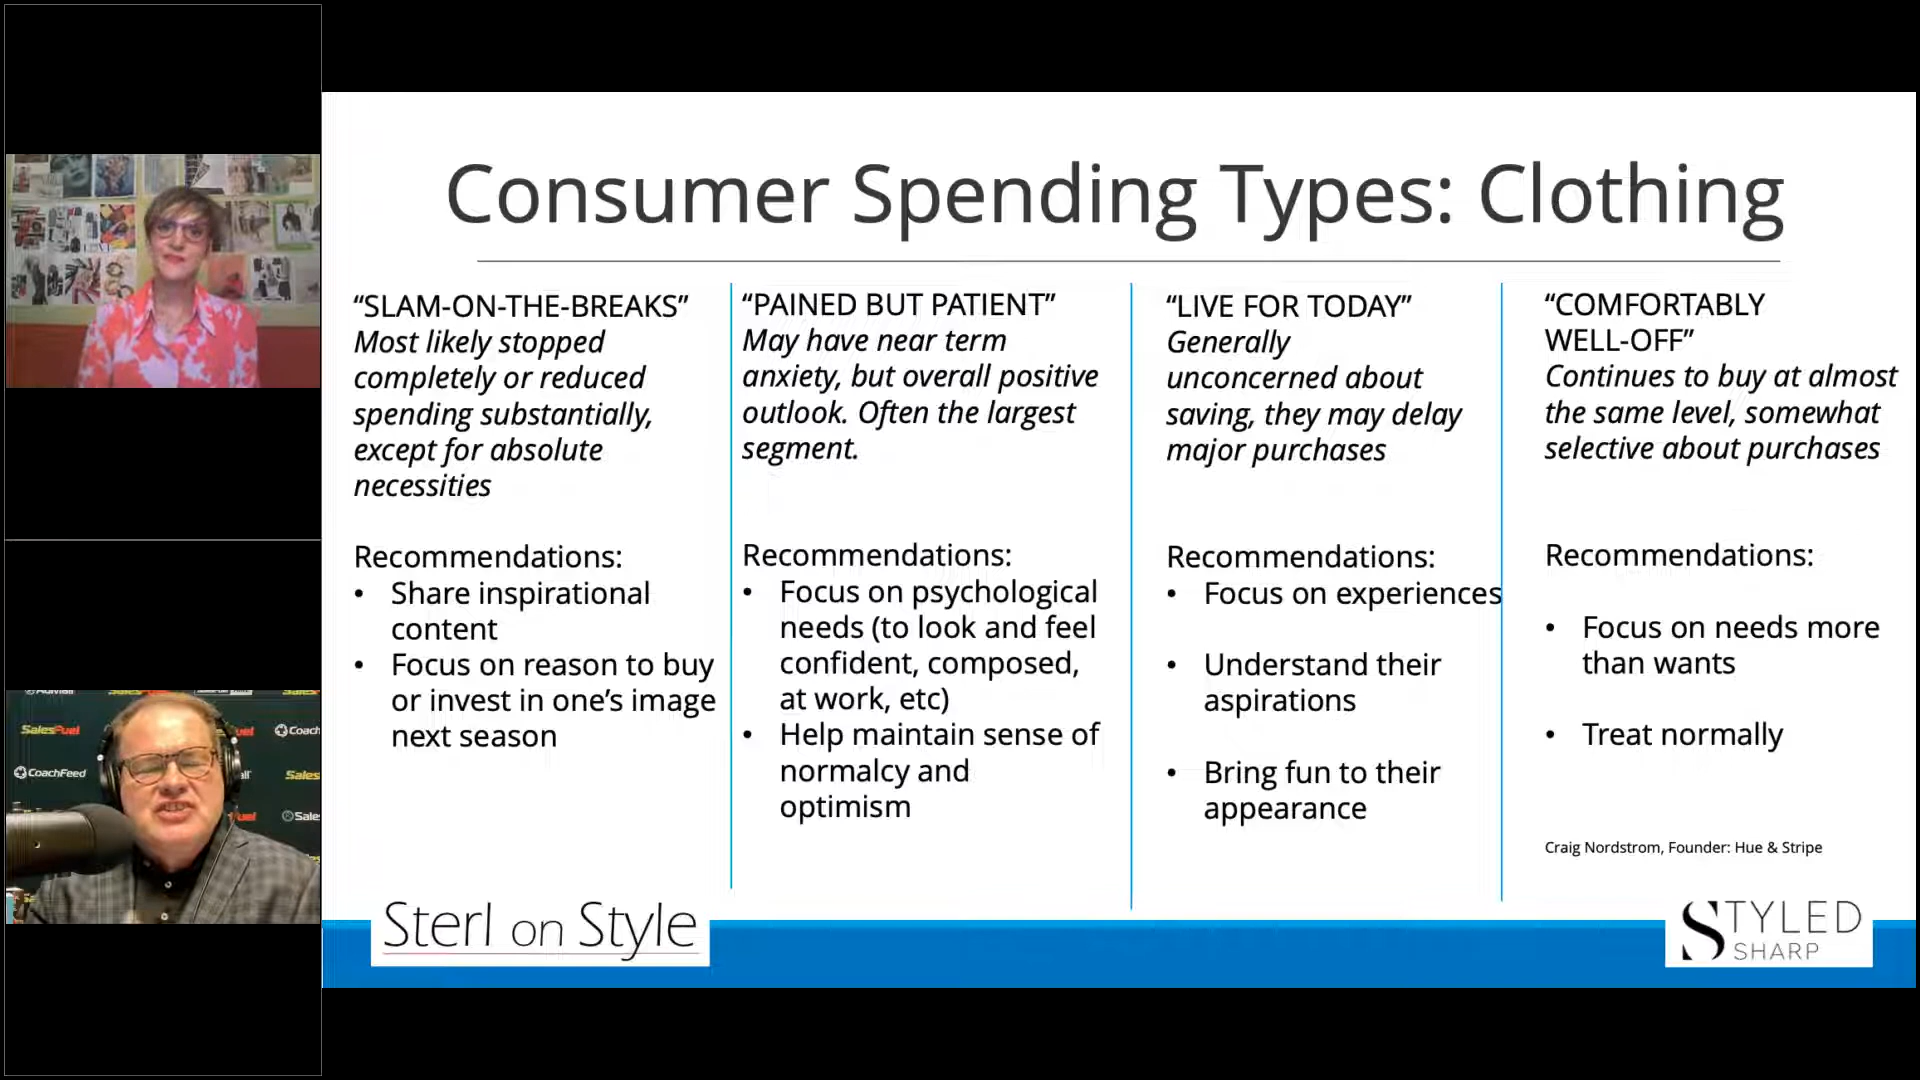 Consumer Spending Types: Clothing
“SLAM-ON-THE-BREAKS”
Most likely stopped
completely or reduced
spending substantially,
except for absolute
necessities
Recommendations:
• Share inspirational
content
• Focus on reason to buy
or invest in one’s image
next season
“PAINED BUT PATIENT”
May have near term
anxiety, but overall positive
outlook. Often the largest
segment.
Recommendations:
• Focus on psychological
needs (to look and feel
confident, composed,
at work, etc)
• Help maintain sense of
normalcy and
optimism
“LIVE FOR TODAY”
Generally
unconcerned about
saving, they may delay
major purchases
Recommendations:
• Focus on experiences
• Understand their
aspirations
• Bring fun to their
appearance
“COMFORTABLY
WELL-OFF”
Continues to buy at almost
the same level, somewhat
selective about purchases
Recommendations:
• Focus on needs more
than wants
• Treat normally
Craig Nordstrom, Founder: Hue & Stripe
Sterl on Style
STYLED
SHARP
SalesFuel
Coach
CoachFeed
Sales
Sale